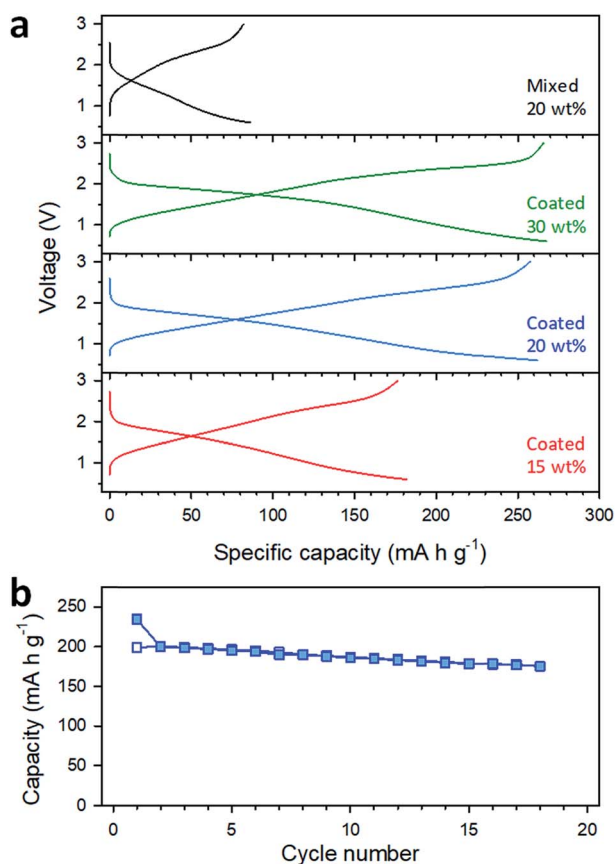 a
3
2
1
Mixed
20 wt%
3
2
1
Coated
30 wt%
3
2
1
Coated
20 wt%
3
2
1
Coated
15 wt%
Voltage (V)
0 50 100 150 200 250 300
Specific capacity (mA h g⁻¹)
b
250
200
150
100
50
0
Capacity (mA h g⁻¹)
0 5 10 15 20
Cycle number